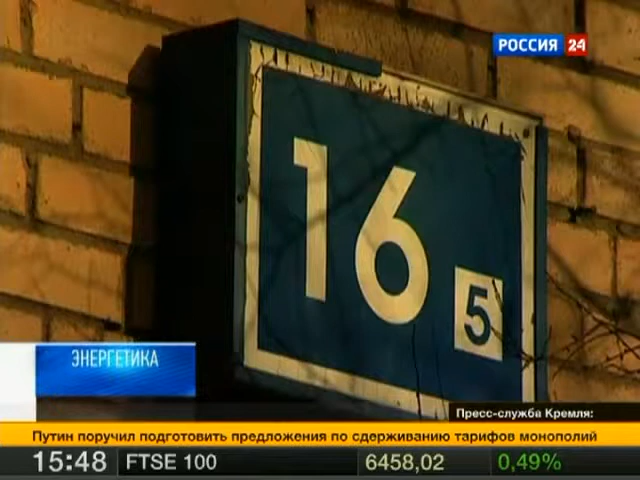 РОССИЯ 24
16
5
ЭНЕРГЕТИКА
Пресс-служба Кремля:
Путин поручил подготовить предложения по сдерживанию тарифов монополий
15:48 FTSE 100 6458,02 0,49%